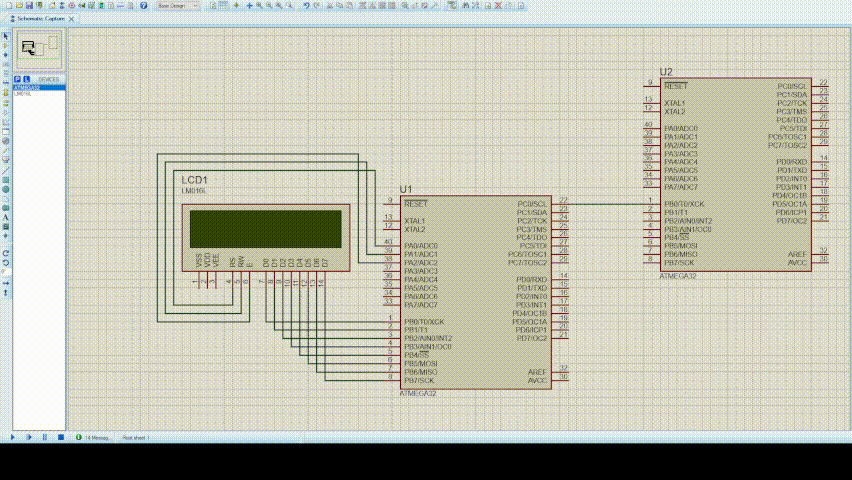 Base Design
Schematic Capture
P L DEVICES
ATMEGA32
LM016L
LCD1
LM016L
VSS
VDD
VEE
RS
RW
E
D0
D1
D2
D3
D4
D5
D6
D7
1
2
3
4
5
6
7
8
9
10
11
12
13
14
U1
9 RESET
13 XTAL1
12 XTAL2
40 PA0/ADC0
39 PA1/ADC1
38 PA2/ADC2
37 PA3/ADC3
36 PA4/ADC4
35 PA5/ADC5
34 PA6/ADC6
33 PA7/ADC7
1 PB0/T0/XCK
2 PB1/T1
3 PB2/AIN0/INT2
4 PB3/AIN1/OC0
5 PB4/SS
6 PB5/MOSI
7 PB6/MISO
8 PB7/SCK
PC0/SCL 22
PC1/SDA 23
PC2/TCK 24
PC3/TMS 25
PC4/TDO 26
PC5/TDI 27
PC6/TOSC1 28
PC7/TOSC2 29
PD0/RXD 14
PD1/TXD 15
PD2/INT0 16
PD3/INT1 17
PD4/OC1B 18
PD5/OC1A 19
PD6/ICP1 20
PD7/OC2 21
AREF 32
AVCC 30
ATMEGA32
U2
9 RESET
13 XTAL1
12 XTAL2
40 PA0/ADC0
39 PA1/ADC1
38 PA2/ADC2
37 PA3/ADC3
36 PA4/ADC4
35 PA5/ADC5
34 PA6/ADC6
33 PA7/ADC7
1 PB0/T0/XCK
2 PB1/T1
3 PB2/AIN0/INT2
4 PB3/AIN1/OC0
5 PB4/SS
6 PB5/MOSI
7 PB6/MISO
8 PB7/SCK
PC0/SCL 22
PC1/SDA 23
PC2/TCK 24
PC3/TMS 25
PC4/TDO 26
PC5/TDI 27
PC6/TOSC1 28
PC7/TOSC2 29
PD0/RXD 14
PD1/TXD 15
PD2/INT0 16
PD3/INT1 17
PD4/OC1B 18
PD5/OC1A 19
PD6/ICP1 20
PD7/OC2 21
AREF 32
AVCC 30
ATMEGA32
14 Messag...
Root sheet 1